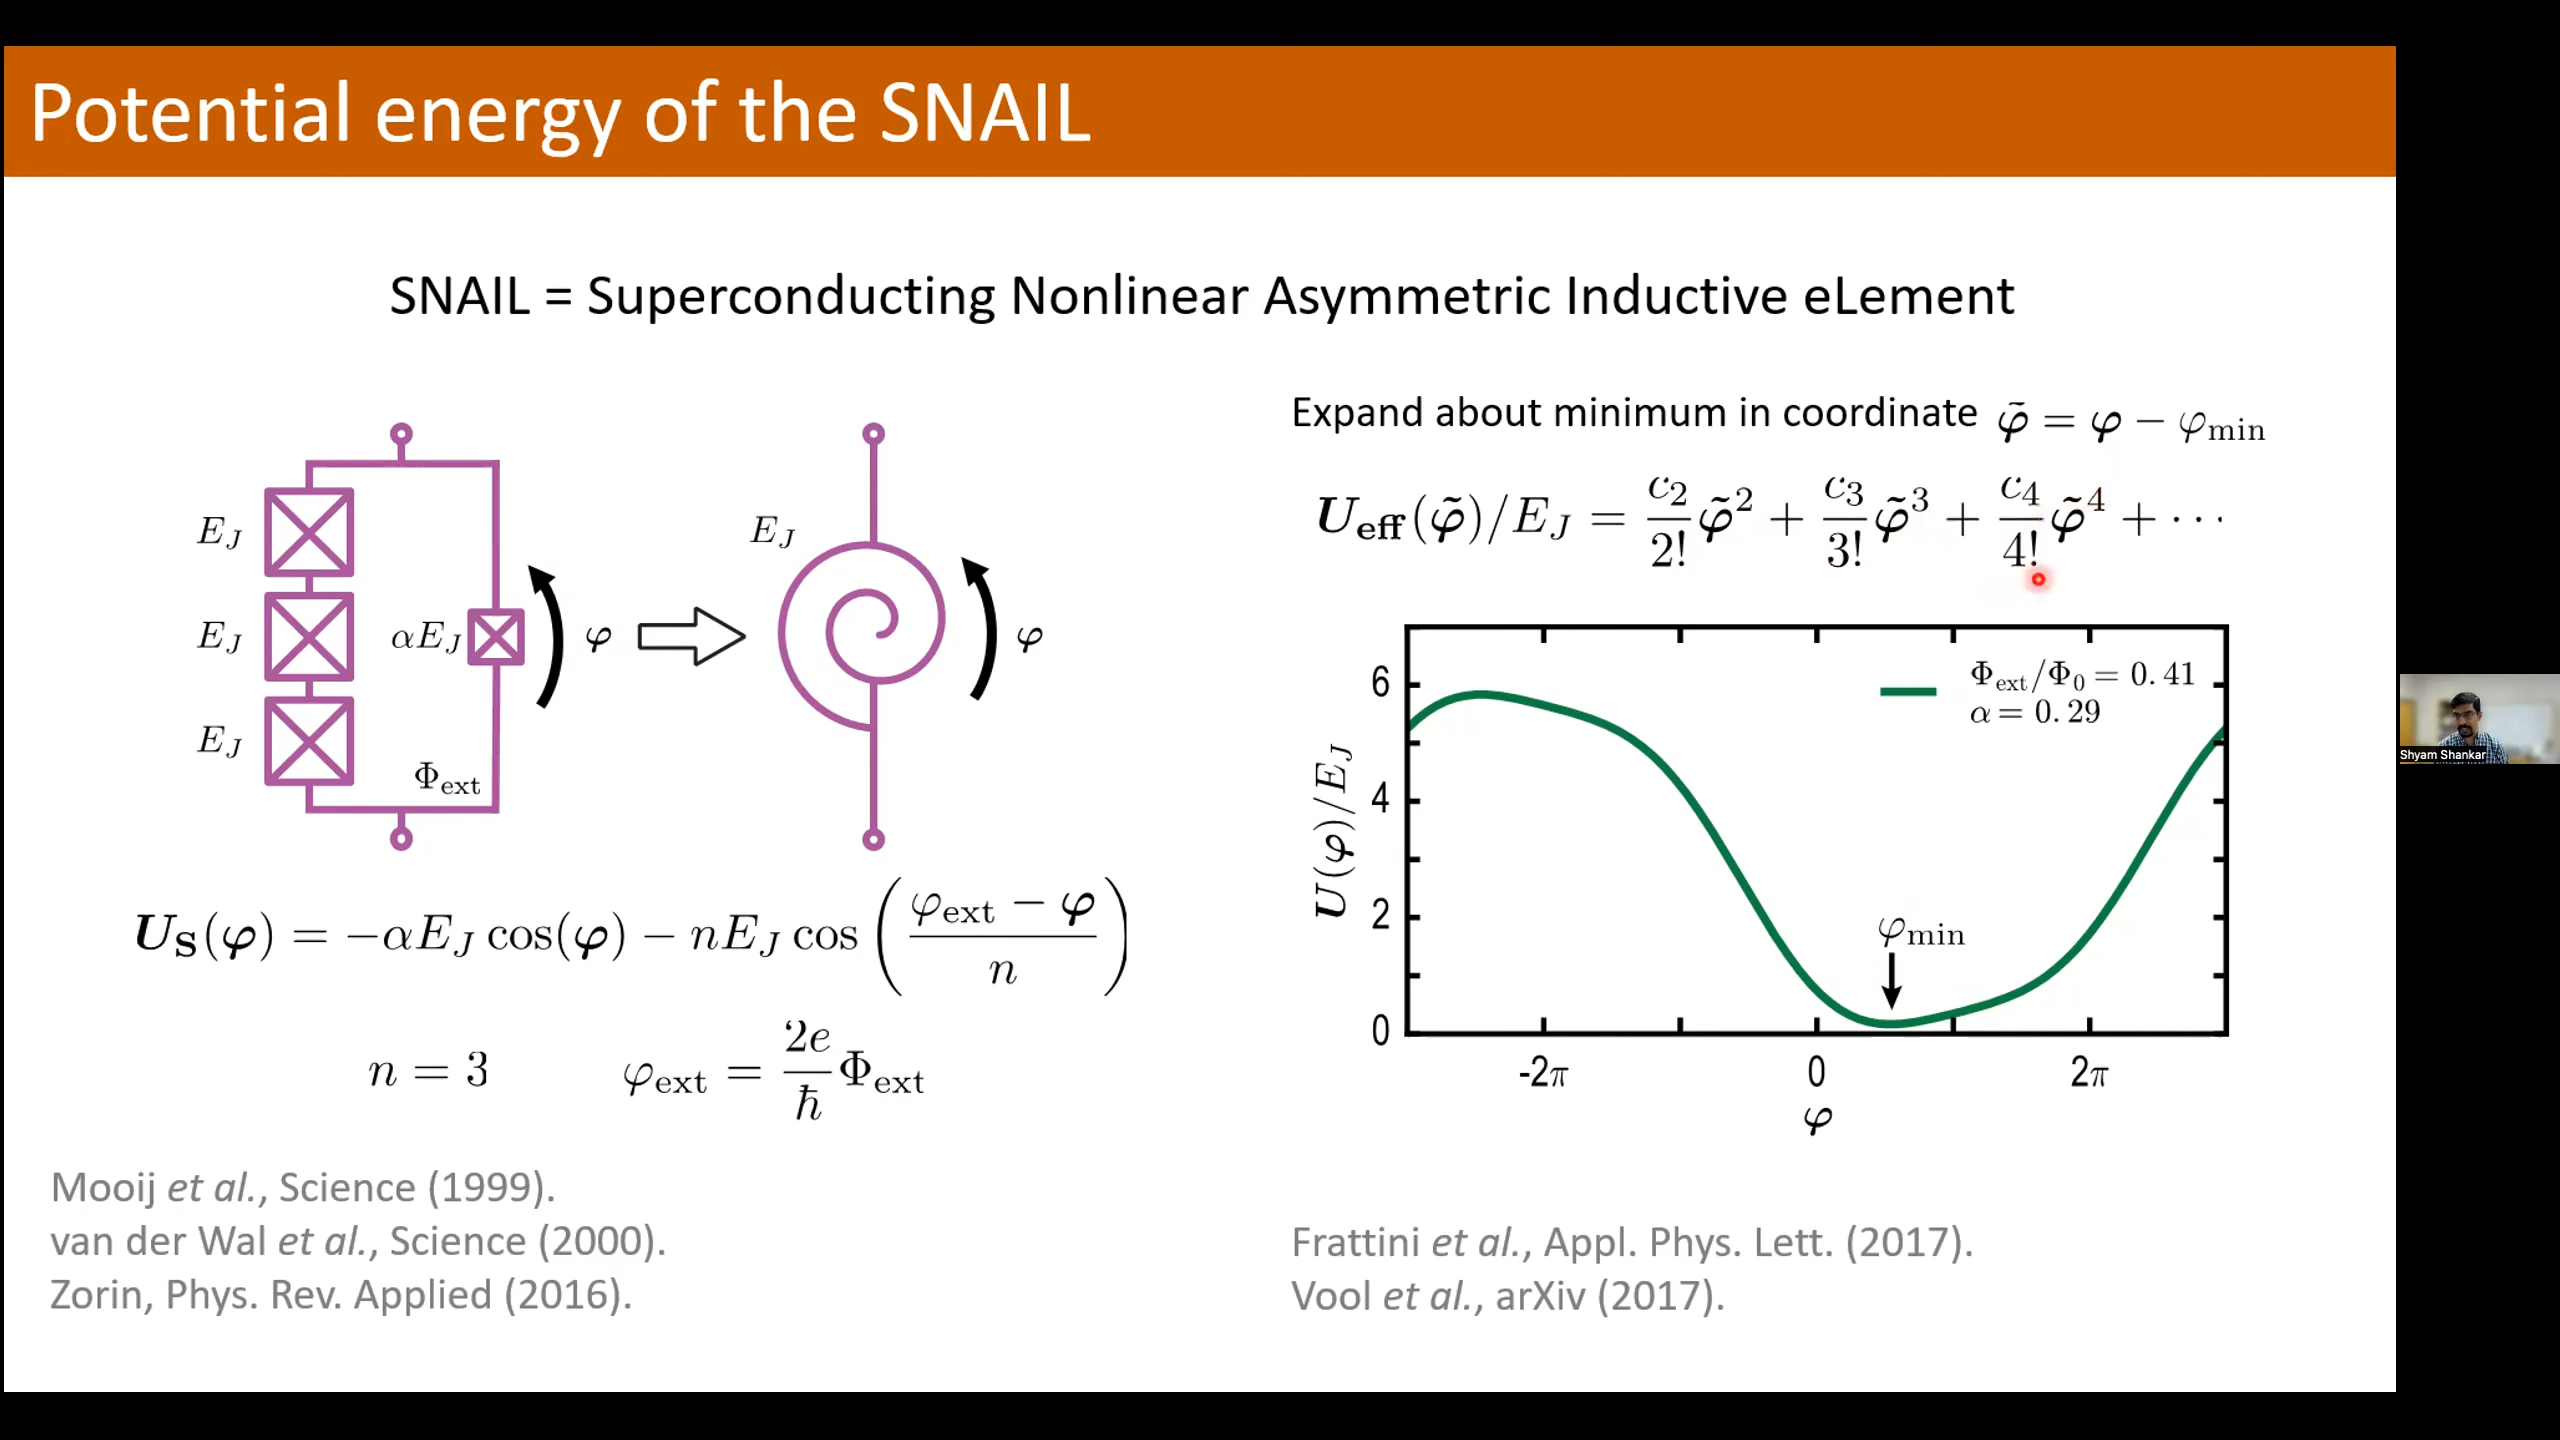 Potential energy of the SNAIL
SNAIL = Superconducting Nonlinear Asymmetric Inductive eLement
E_J
E_J
E_J
αE_J
Φ_ext
φ
E_J
φ
U_S(φ) = −αE_J cos(φ) − nE_J cos((φ_ext − φ)/n)
n = 3
φ_ext = (2e/ħ)Φ_ext
Mooij et al., Science (1999).
van der Wal et al., Science (2000).
Zorin, Phys. Rev. Applied (2016).
Expand about minimum in coordinate φ̃ = φ − φ_min
U_eff(φ̃)/E_J = c₂/2! φ̃² + c₃/3! φ̃³ + c₄/4! φ̃⁴ + ⋯
Φ_ext/Φ_0 = 0.41
α = 0.29
U(φ)/E_J
6
4
2
0
φ_min
-2π 0 2π
φ
Frattini et al., Appl. Phys. Lett. (2017).
Vool et al., arXiv (2017).
Shyam Shankar